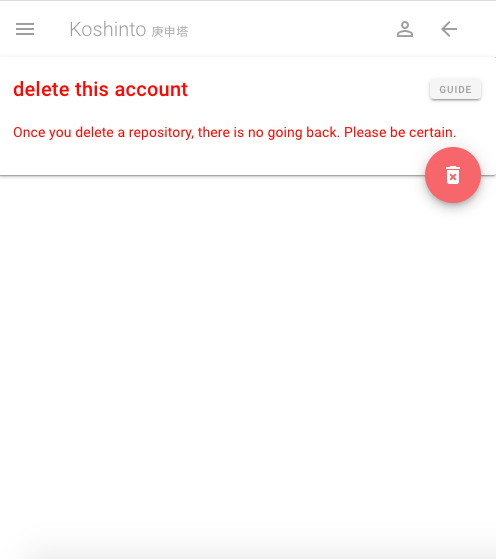 Koshinto 庚申塔
delete this account
GUIDE
Once you delete a repository, there is no going back. Please be certain.